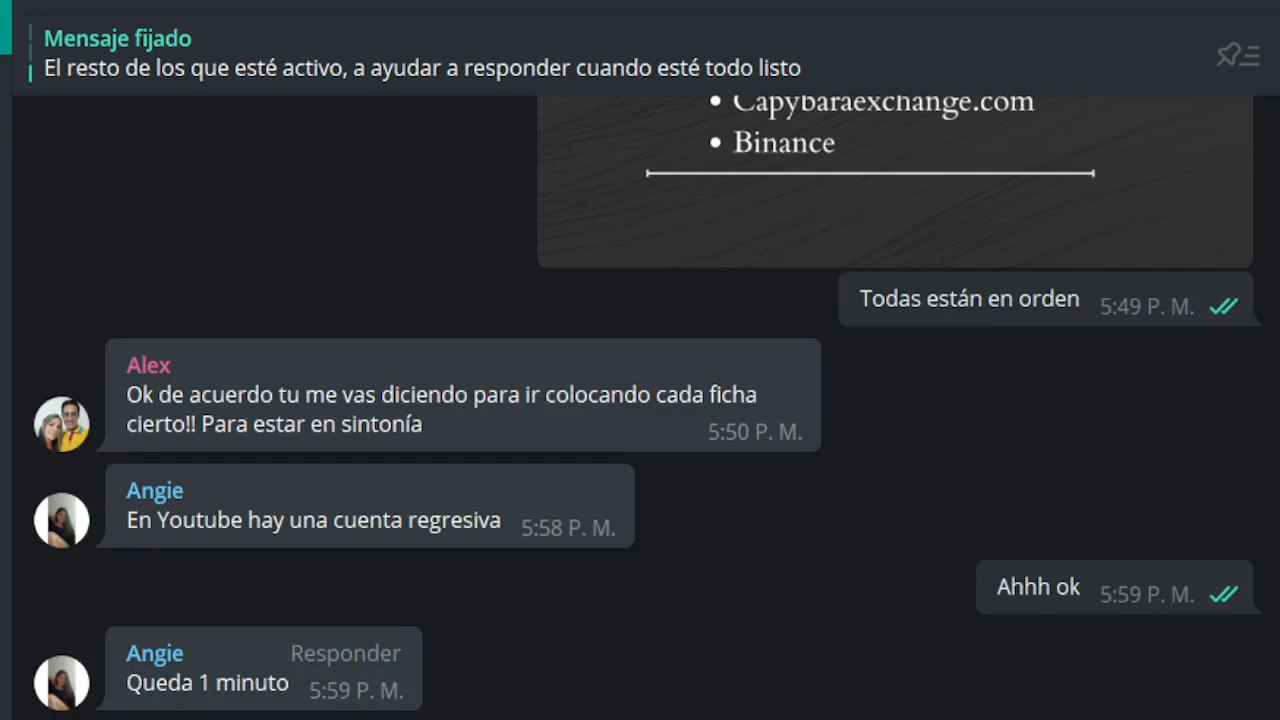 Mensaje fijado
El resto de los que esté activo, a ayudar a responder cuando esté todo listo
Capybaraexchange.com
Binance
Todas están en orden 5:49 P. M.
Alex
Ok de acuerdo tu me vas diciendo para ir colocando cada ficha
cierto!! Para estar en sintonía
5:50 P. M.
Angie
En Youtube hay una cuenta regresiva 5:58 P. M.
Ahhh ok 5:59 P. M.
Angie Responder
Queda 1 minuto 5:59 P. M.